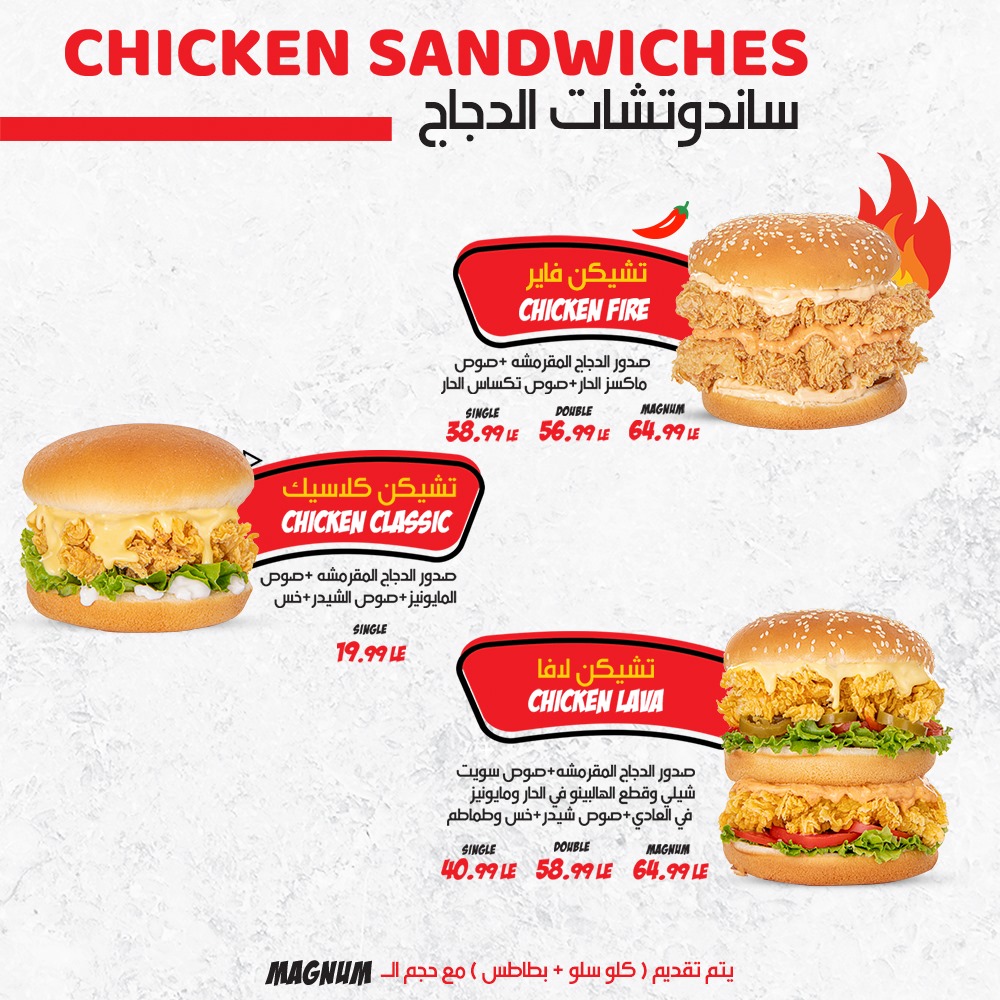 CHICKEN SANDWICHES
ساندوتشات الدجاج
تشيكن فاير
CHICKEN FIRE
صدور الدجاج المقرمشه +صوص
ماكسز الحار+صوص تكساس الحار
SINGLE DOUBLE MAGNUM
38.99 LE 56.99 LE 64.99 LE
تشيكن كلاسيك
CHICKEN CLASSIC
صدور الدجاج المقرمشه +صوص
المايونيز+صوص الشيدر+خس
SINGLE
19.99 LE
تشيكن لافا
CHICKEN LAVA
صدور الدجاج المقرمشه+صوص سويت
شيلي وقطع الهالبينو في الحار ومايونيز
في العادي+صوص شيدر+خس وطماطم
SINGLE DOUBLE MAGNUM
40.99 LE 58.99 LE 64.99 LE
يتم تقديم ( كلو سلو + بطاطس ) مع حجم الـ MAGNUM